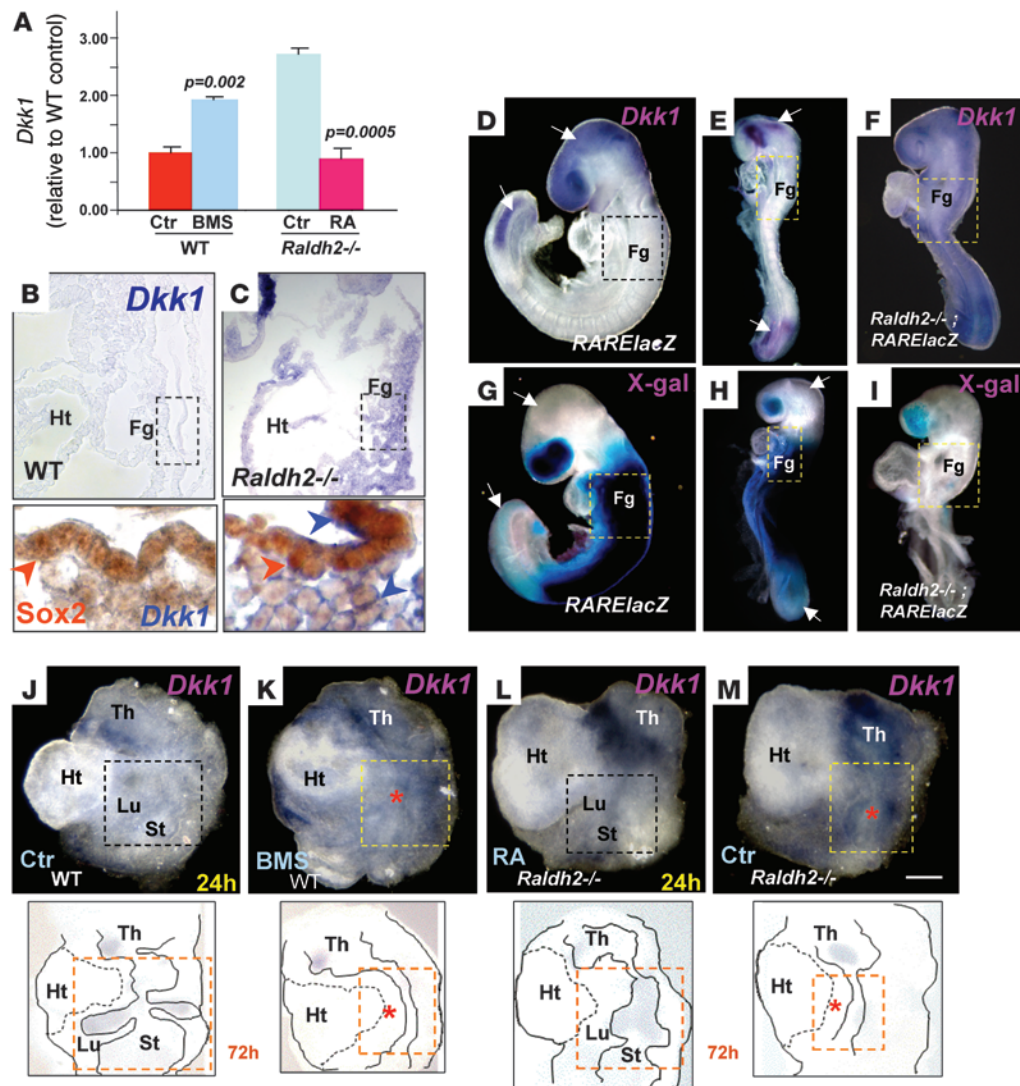 A
Dkk1
(relative to WT control)
3.00
2.00
1.00
0.00
p=0.002
p=0.0005
Ctr BMS Ctr RA
WT Raldh2-/-
B Dkk1
Ht
Fg
WT
C
Fg
Ht
Raldh2-/-
Sox2
Dkk1
D Dkk1
Fg
RARElacZ
E
Fg
F Dkk1
Fg
Raldh2-/- ;
RARElacZ
G X-gal
Fg
RARElacZ
H
Fg
I X-gal
Fg
Raldh2-/- ;
RARElacZ
J Dkk1
Th
Ht
Lu
St
Ctr
WT
24h
K Dkk1
Th
Ht
*
BMS
WT
L Dkk1
Th
Ht
Lu
St
RA
Raldh2-/-
24h
M Dkk1
Th
Ht
*
Ctr
Raldh2-/-
Th
Ht
Lu
St
72h
Th
Ht
*
Th
Ht
Lu
St
72h
Th
Ht
*